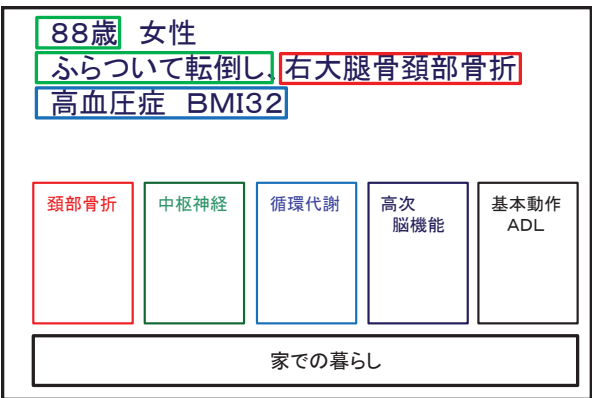 88歳 女性
ふらついて転倒し、右大腿骨頚部骨折
高血圧症 BMI32
頚部骨折
中枢神経
循環代謝
高次
脳機能
基本動作
ADL
家での暮らし